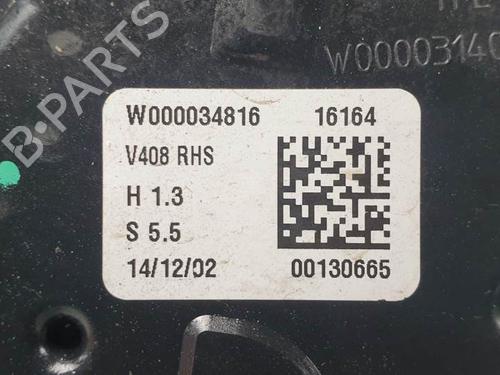 W00003140
W000034816 16164
V408 RHS
H 1.3
S 5.5
14/12/02 00130665
B-PARTS